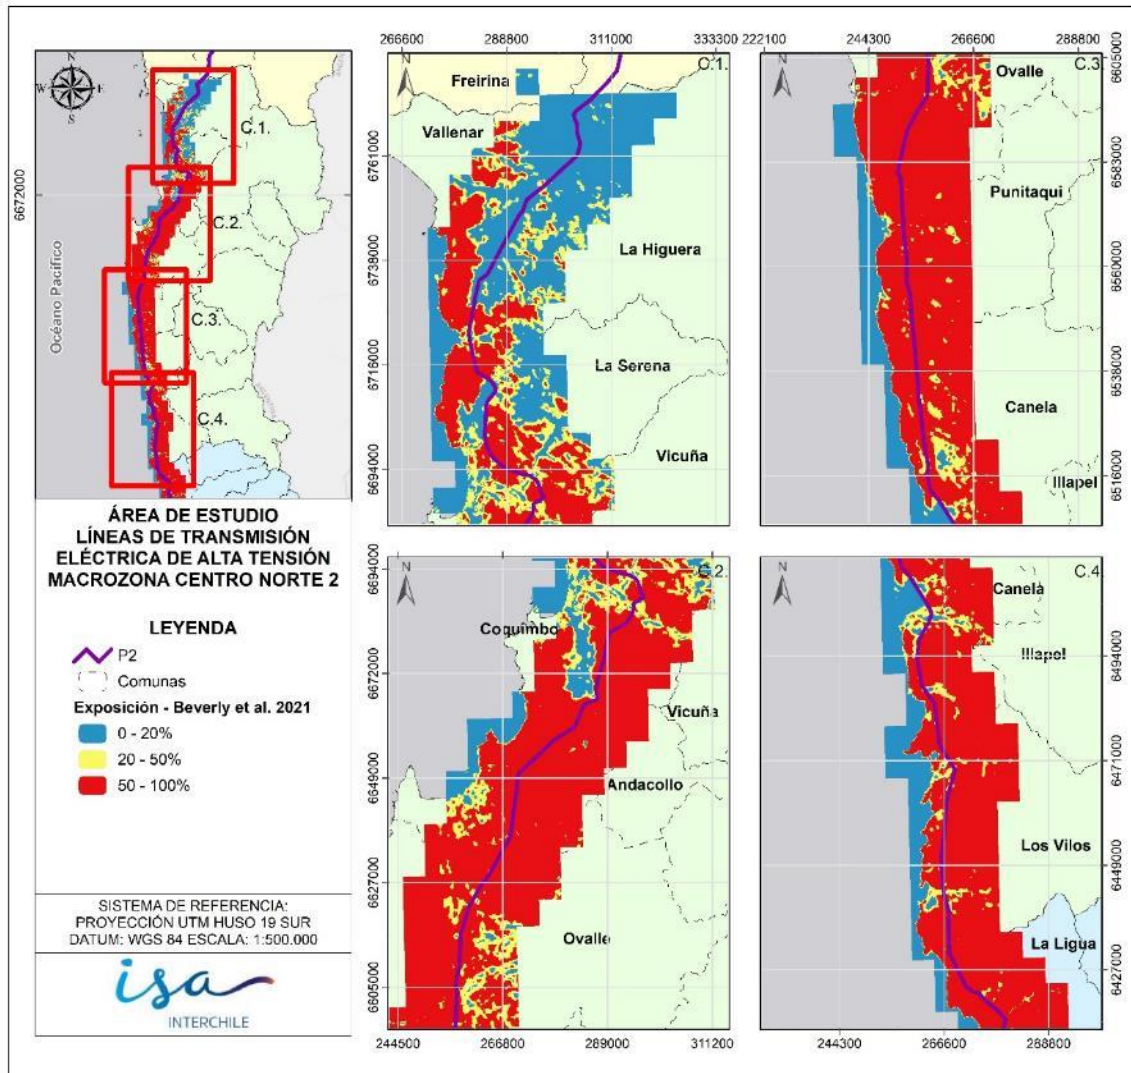 N
W
E
S
6672000
Océano Pacífico
C.1.
C.2.
C.3.
C.4.
ÁREA DE ESTUDIO
LÍNEAS DE TRANSMISIÓN
ELÉCTRICA DE ALTA TENSIÓN
MACROZONA CENTRO NORTE 2
LEYENDA
P2
Comunas
Exposición - Beverly et al. 2021
0 - 20%
20 - 50%
50 - 100%
SISTEMA DE REFERENCIA:
PROYECCIÓN UTM HUSO 19 SUR
DATUM: WGS 84 ESCALA: 1:500.000
isa
INTERCHILE
266600 288800 311000 333300
N
C.1.
Freirina
Vallenar
6761000
La Higuera
6738000
La Serena
6716000
Vicuña
6694000
222100 244300 266600 288800
N
C.3
6605000
Ovalle
6583000
Punitaqui
6560000
6538000
Canela
6516000
Illapel
6694000
N
C.2.
Coquimbo
6672000
Vicuña
6649000
Andacollo
6627000
Ovalle
6605000
244500 266800 289000 311200
N
C.4
Canela
6494000
Illapel
6471000
Los Vilos
6449000
La Ligua
6427000
244300 266600 288800